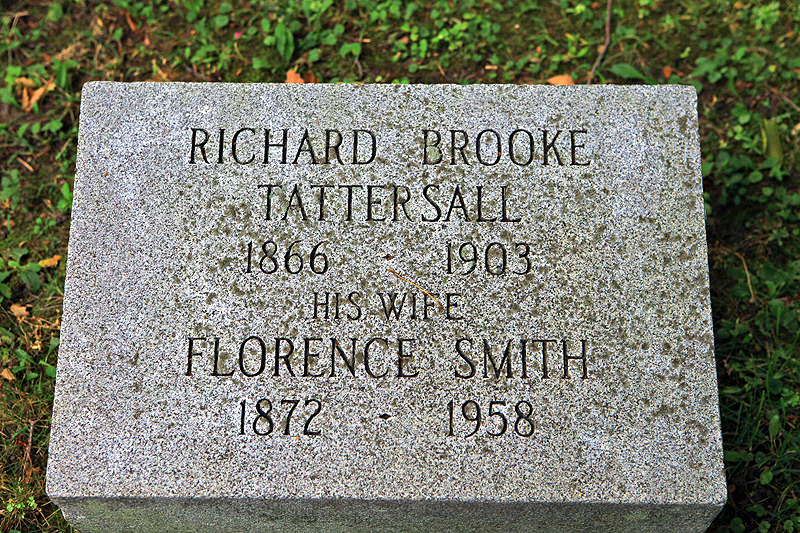 RICHARD BROOKE
TATTERSALL
1866 - 1903
HIS WIFE
FLORENCE SMITH
1872 - 1958